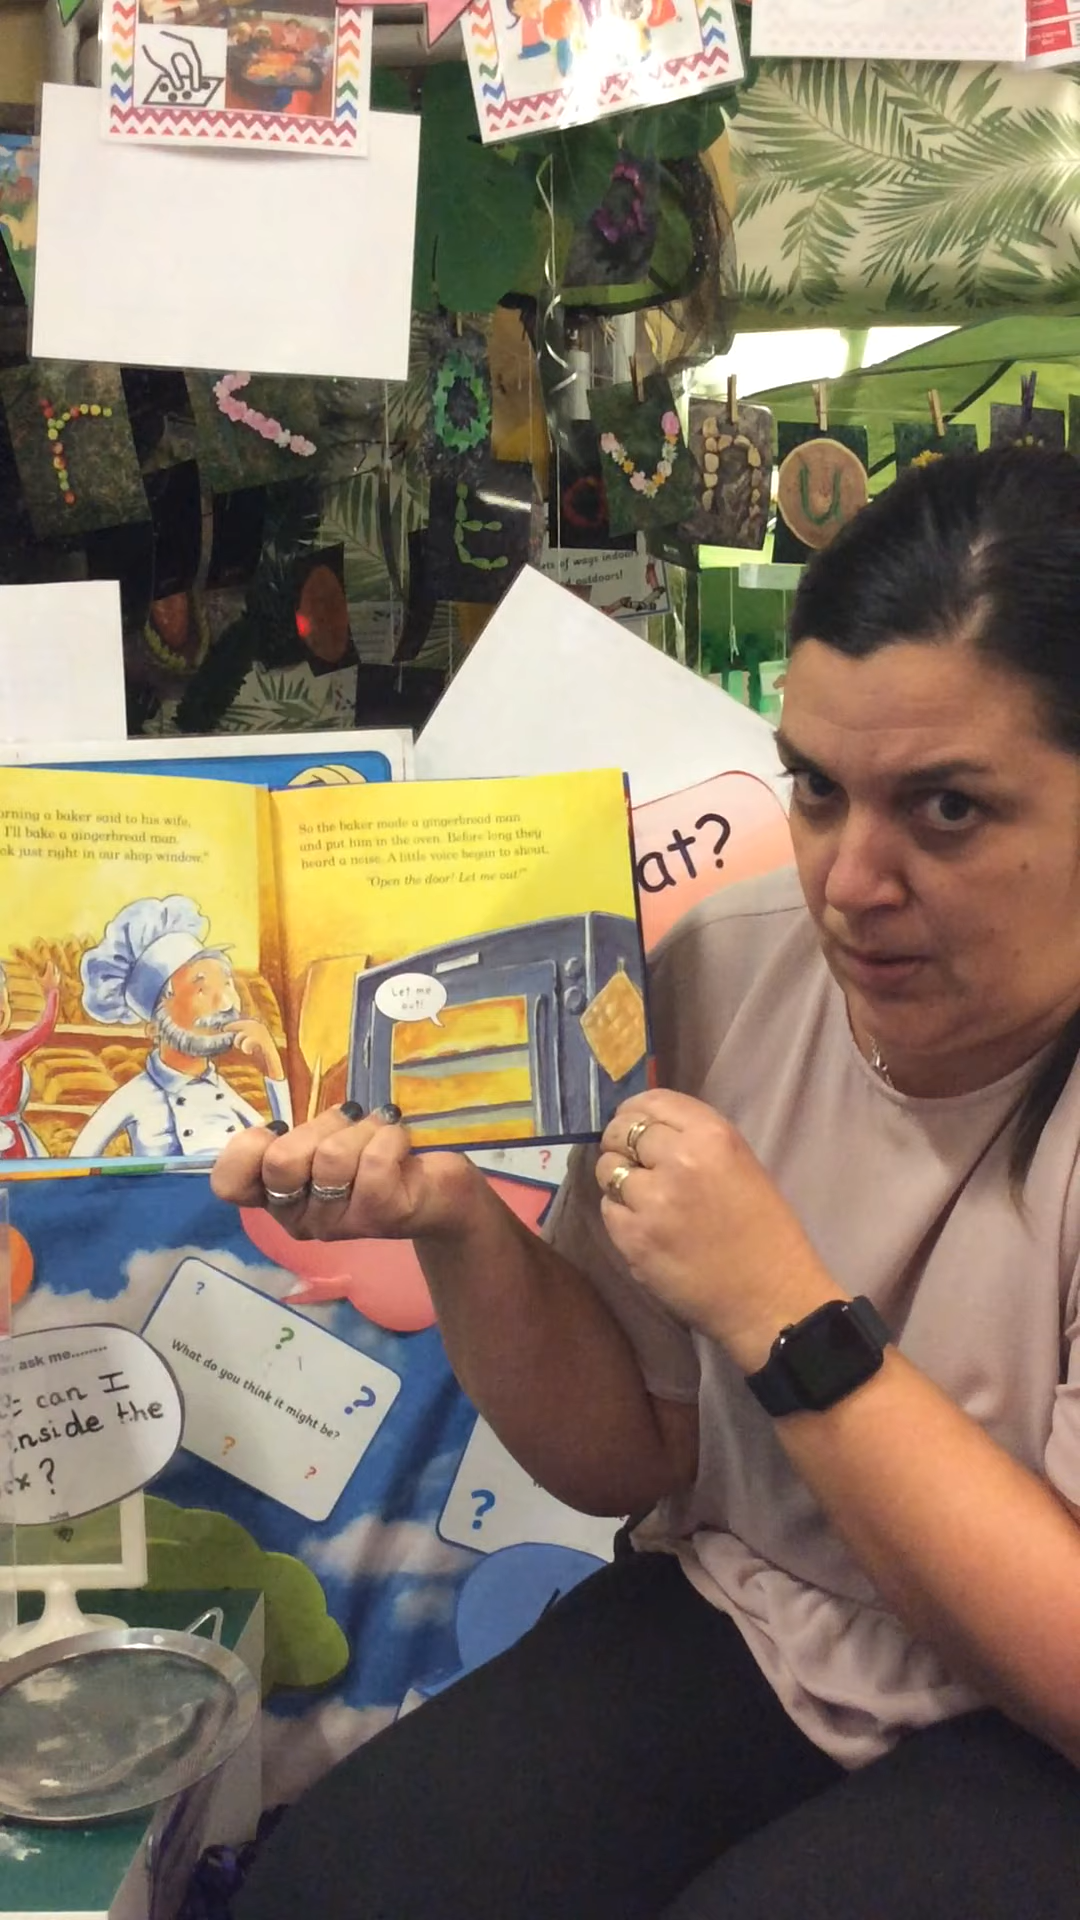 r
u
n
u
t
ets of ways indoors
d outdoors!
orning a baker said to his wife,
I'll bake a gingerbread man
ck just right in our shop window."
So the baker made a gingerbread man
and put him in the oven. Before long they
heard a noise. A little voice began to shout,
"Open the door! Let me out!"
Let me
out!
at?
?
?
?
What do you think it might be?
?
?
?
?
ask me........
can I
inside the
x ?